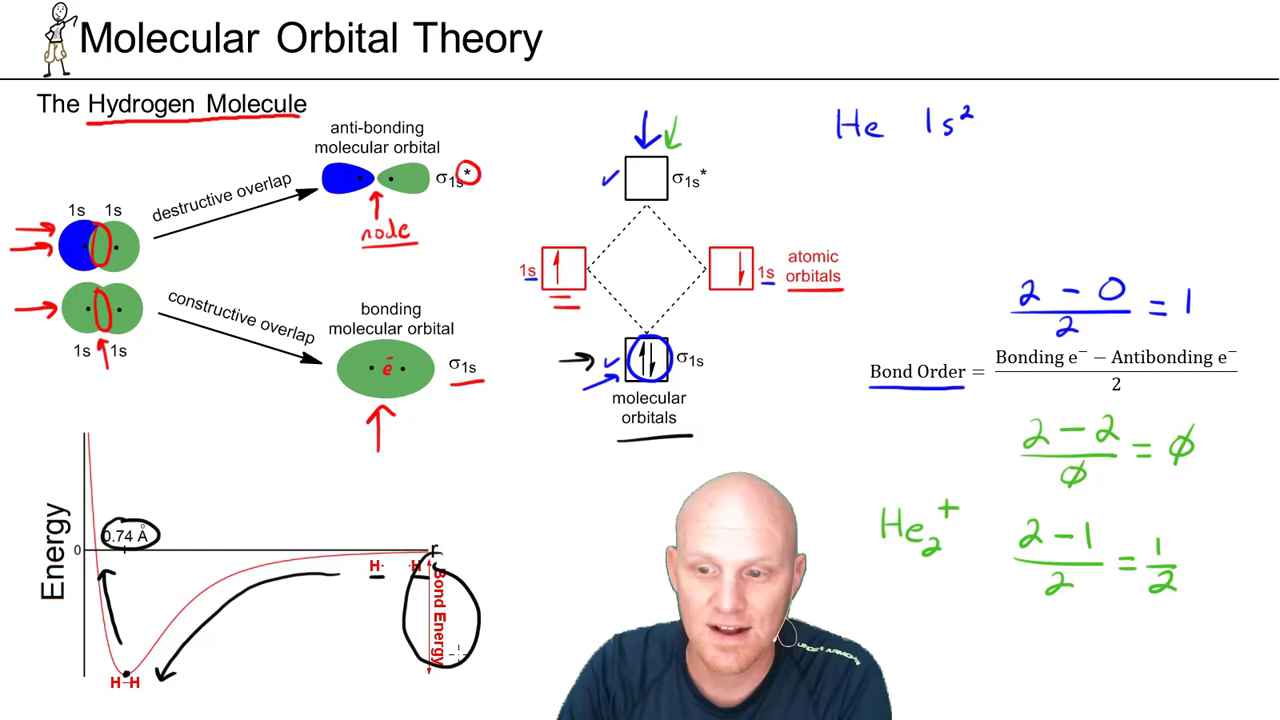 Molecular Orbital Theory
The Hydrogen Molecule
anti-bonding
molecular orbital
σ1s*
destructive overlap
1s 1s
node
constructive overlap
bonding
molecular orbital
e-
σ1s
1s 1s
Energy
0
0.74 Å
r
H· ·H
Bond Energy
H-H
σ1s*
1s
1s
atomic
orbitals
σ1s
molecular
orbitals
He 1s²
2 - 0
2
= 1
Bond Order = Bonding e⁻ − Antibonding e⁻
2
2 - 2
∅
= ∅
He₂⁺
2 - 1
2
= 1
2
UNDER ARMOUR